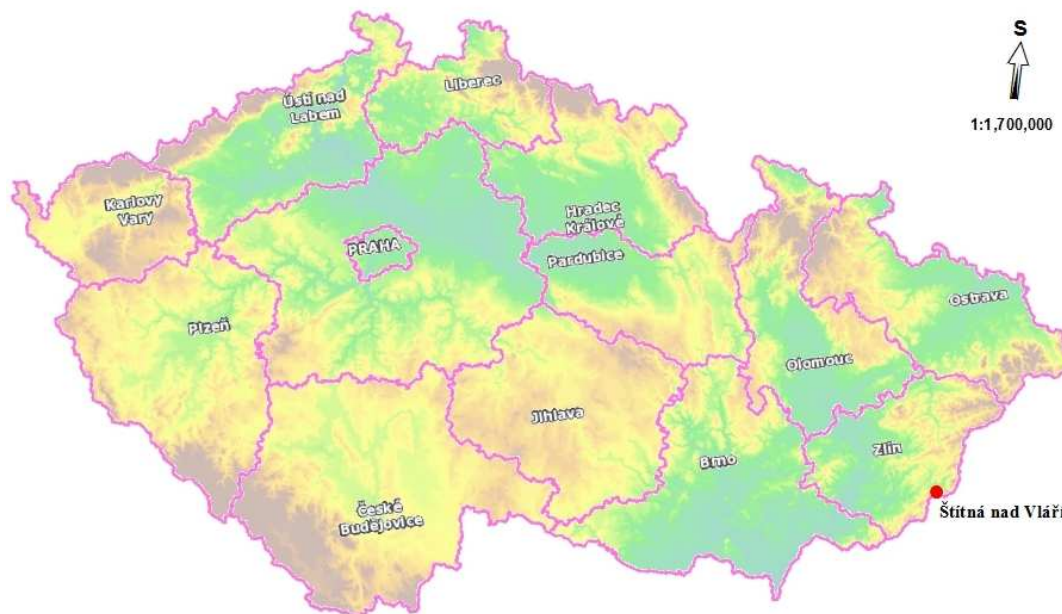 S
1:1,700,000
Liberec
Ústí nad
Labem
Karlovy
Vary
Hradec
Králové
PRAHA
Pardubice
Ostrava
Plzeň
Olomouc
Jihlava
Zlín
Brno
České
Budějovice
Štítná nad Vláří